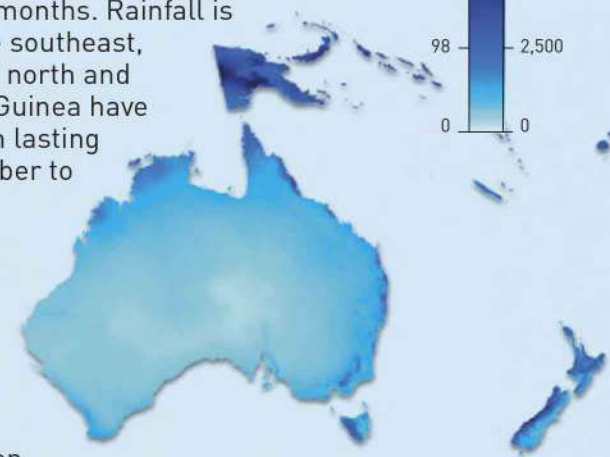 months. Rainfall is
southeast,
north and
Guinea have
lasting
ber to
98
2,500
0
0